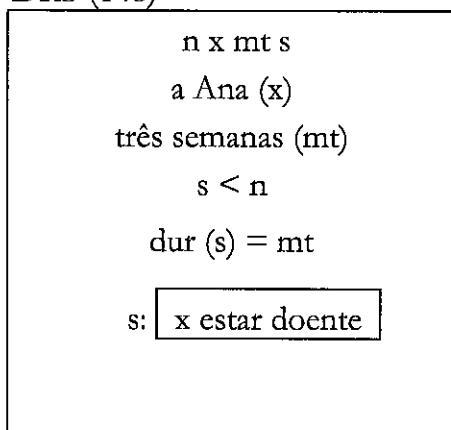 n x mt s
a Ana (x)
três semanas (mt)
s < n
dur (s) = mt
s: x estar doente